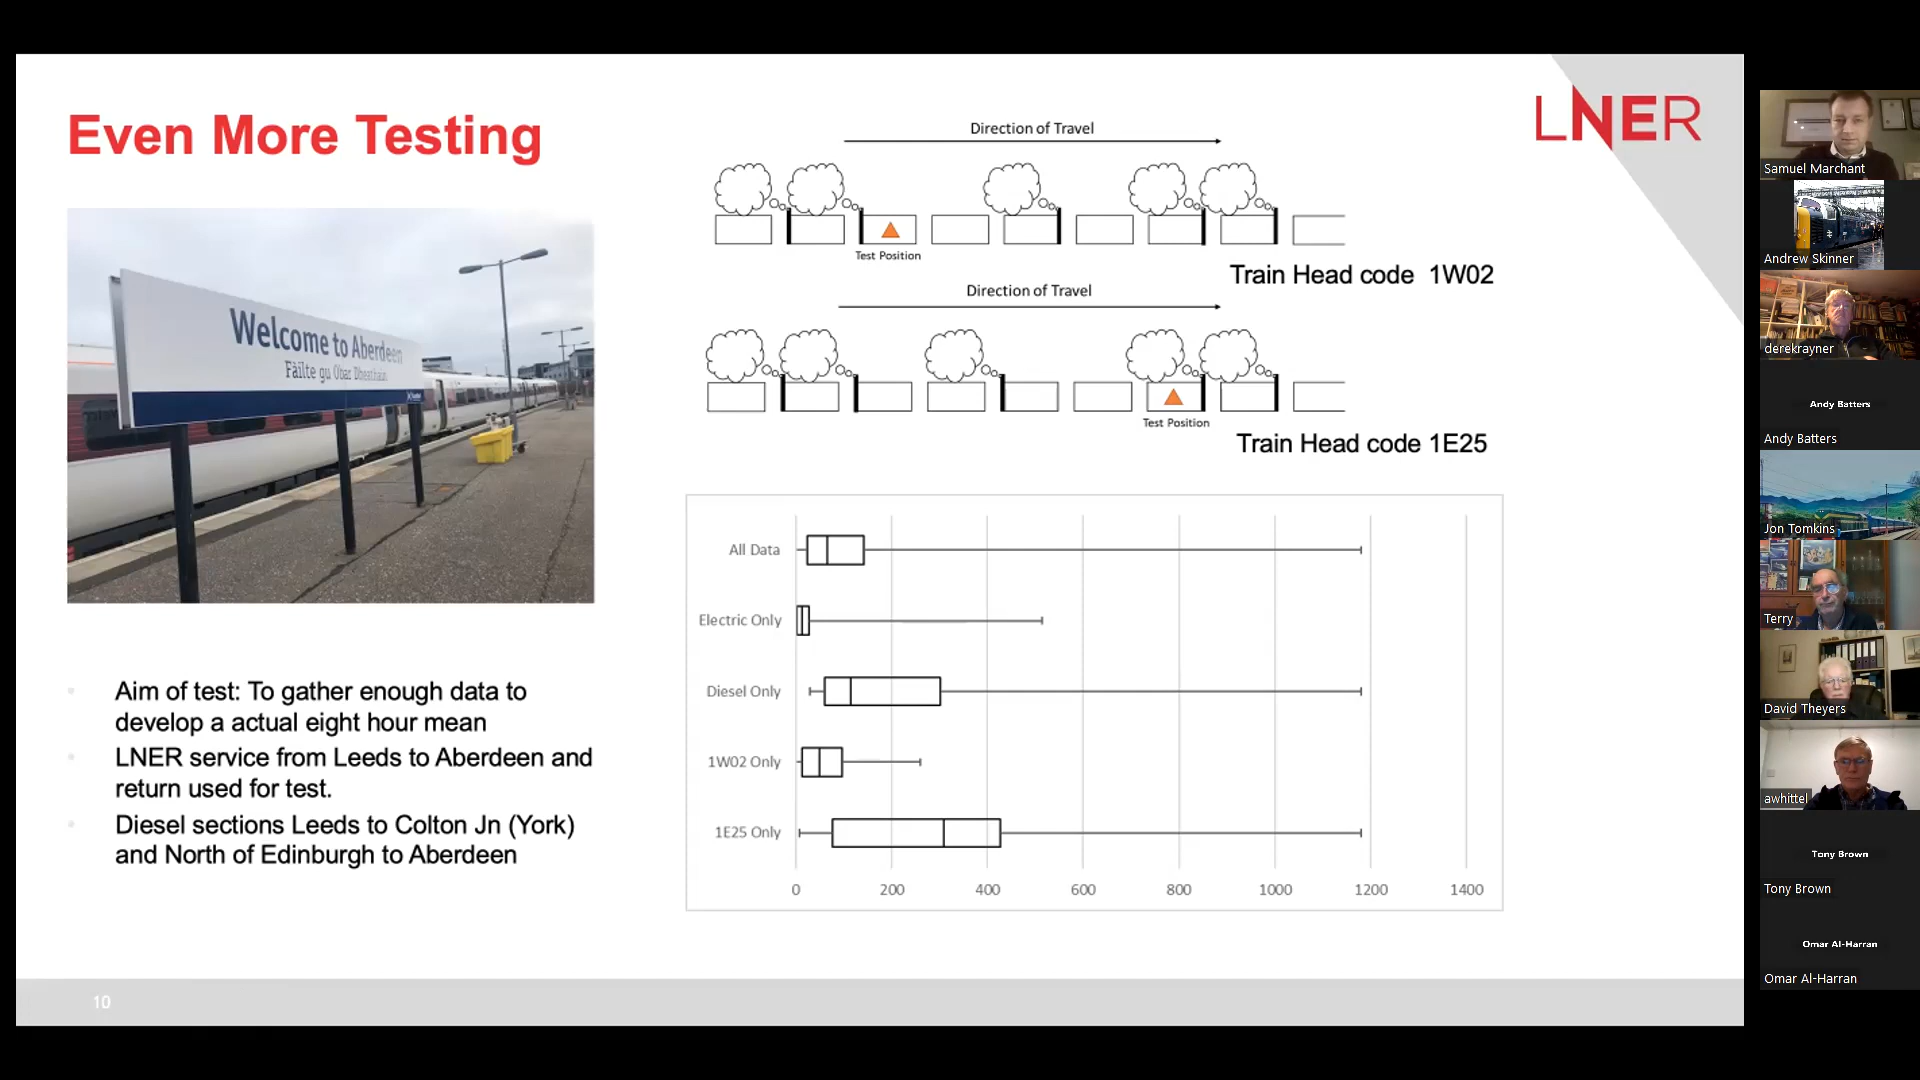 Even More Testing
LNER
Welcome to Aberdeen
Fàilte gu Obar Dheathain
Aim of test: To gather enough data to
develop a actual eight hour mean
LNER service from Leeds to Aberdeen and
return used for test.
Diesel sections Leeds to Colton Jn (York)
and North of Edinburgh to Aberdeen
Direction of Travel
Test Position
Train Head code 1W02
Direction of Travel
Test Position
Train Head code 1E25
All Data
Electric Only
Diesel Only
1W02 Only
1E25 Only
0 200 400 600 800 1000 1200 1400
10
Samuel Marchant
Andrew Skinner
derekrayner
Andy Batters
Andy Batters
Jon Tomkins
Terry
David Theyers
awhittel
Tony Brown
Tony Brown
Omar Al-Harran
Omar Al-Harran